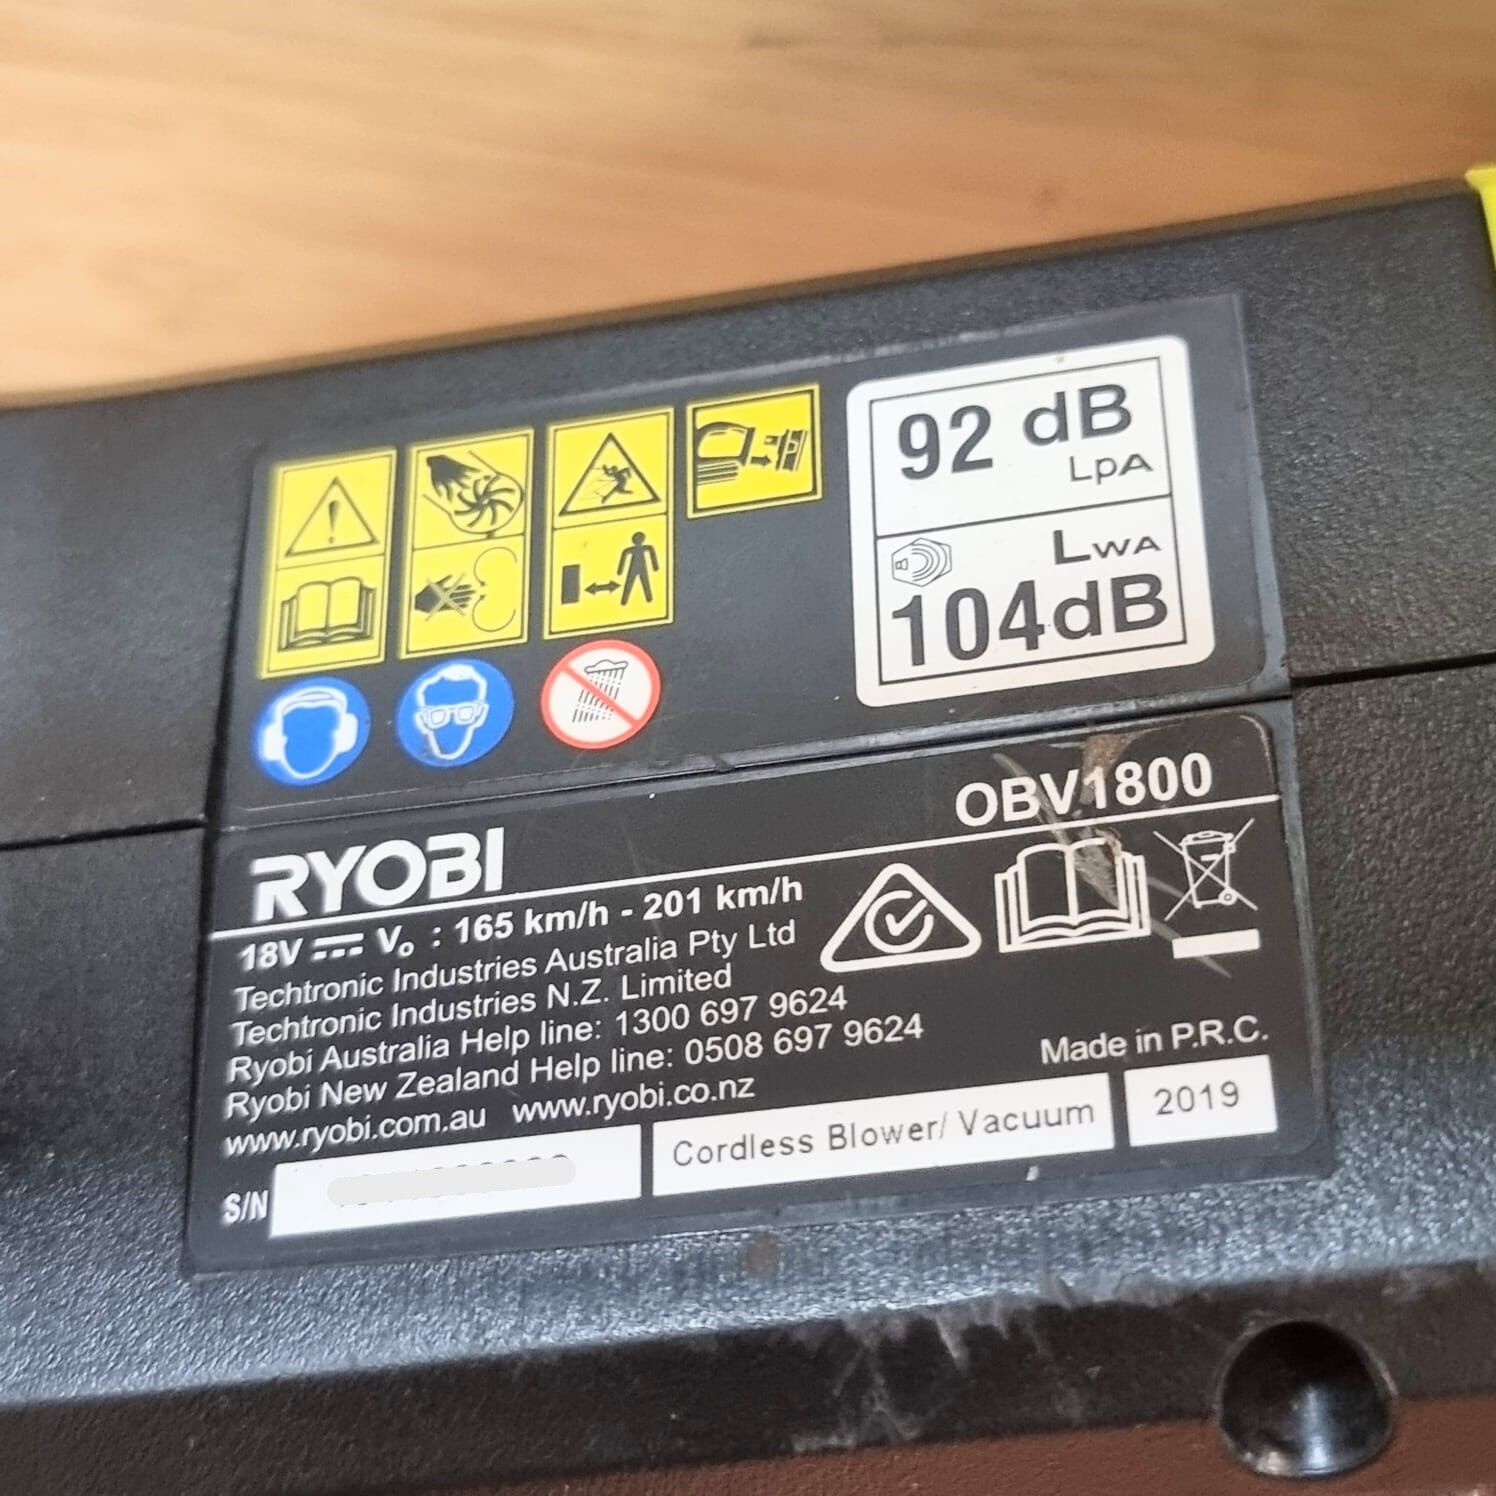 92 dB
LpA
LWA
104dB
OBV1800
RYOBI
18V Vo : 165 km/h - 201 km/h
Techtronic Industries Australia Pty Ltd
Techtronic Industries N.Z. Limited
Ryobi Australia Help line: 1300 697 9624
Ryobi New Zealand Help line: 0508 697 9624
www.ryobi.com.au www.ryobi.co.nz
Made in P.R.C.
S/N
Cordless Blower/ Vacuum
2019